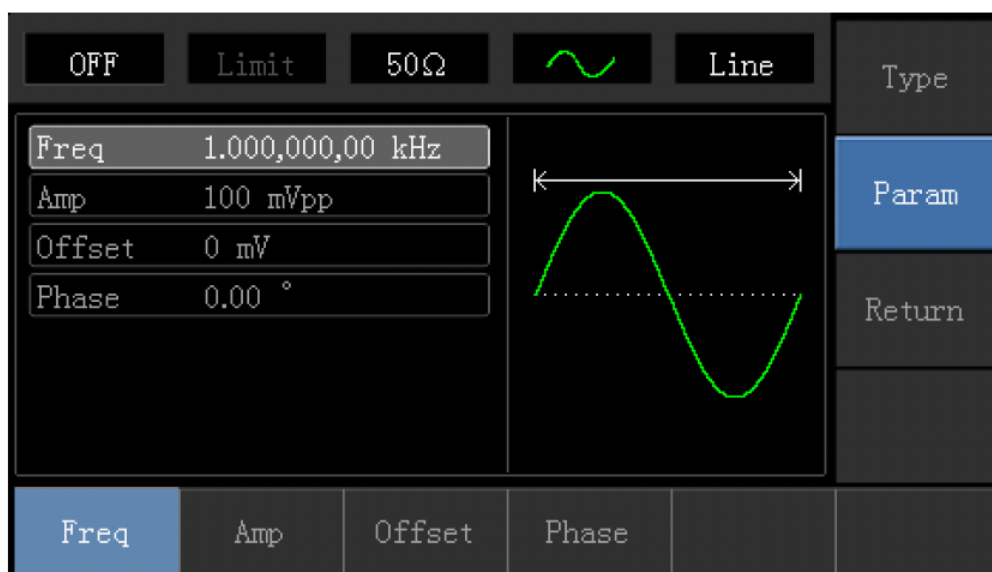 OFF Limit 50Ω Line
Type
Freq 1.000,000,00 kHz
Amp 100 mVpp
Offset 0 mV
Phase 0.00 °
Param
Return
Freq Amp Offset Phase